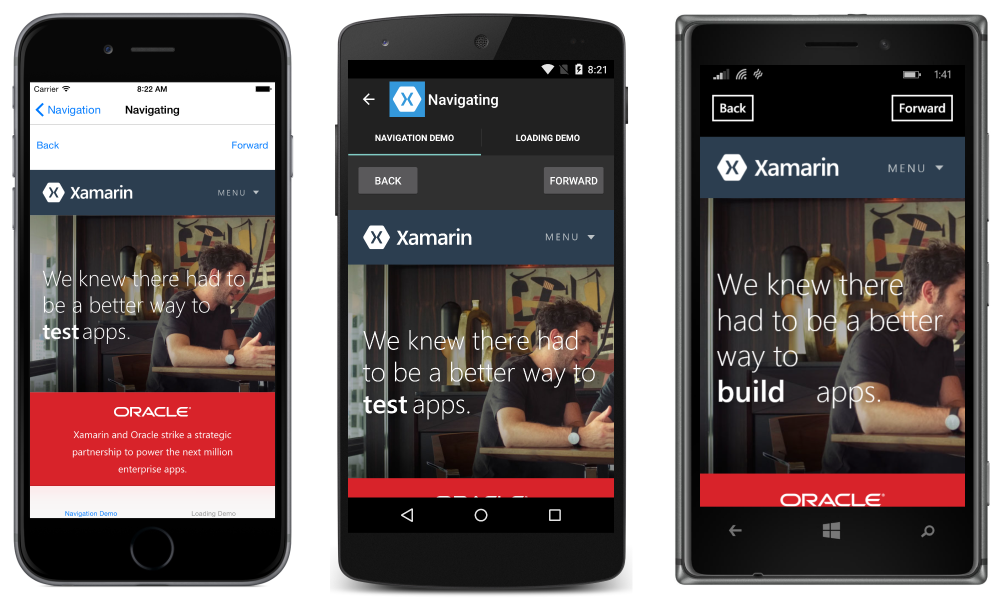 Carrier 8:22 AM
Navigation Navigating
Back Forward
Xamarin MENU
We knew there had to
be a better way to
test apps.
ORACLE
Xamarin and Oracle strike a strategic
partnership to power the next million
enterprise apps.
Navigation Demo Loading Demo
8:21
Navigating
NAVIGATION DEMO LOADING DEMO
BACK FORWARD
Xamarin MENU
We knew there had
to be a better way to
test apps.
ORACLE
1:41
Back Forward
Xamarin MENU
We knew there
had to be a better
way to
build apps.
ORACLE